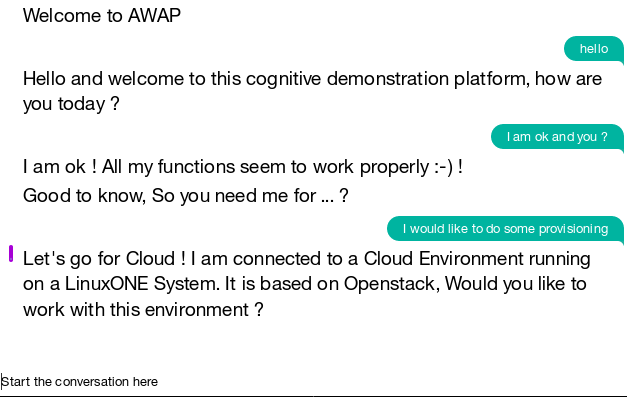 Welcome to AWAP
hello
Hello and welcome to this cognitive demonstration platform, how are
you today ?
I am ok and you ?
I am ok ! All my functions seem to work properly :-) !
Good to know, So you need me for ... ?
I would like to do some provisioning
Let's go for Cloud ! I am connected to a Cloud Environment running
on a LinuxONE System. It is based on Openstack, Would you like to
work with this environment ?
Start the conversation here